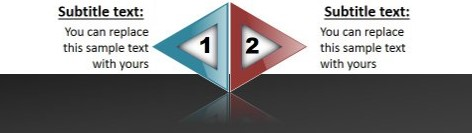 Subtitle text:
You can replace
this sample text
with yours
1
2
Subtitle text:
You can replace
this sample text
with yours